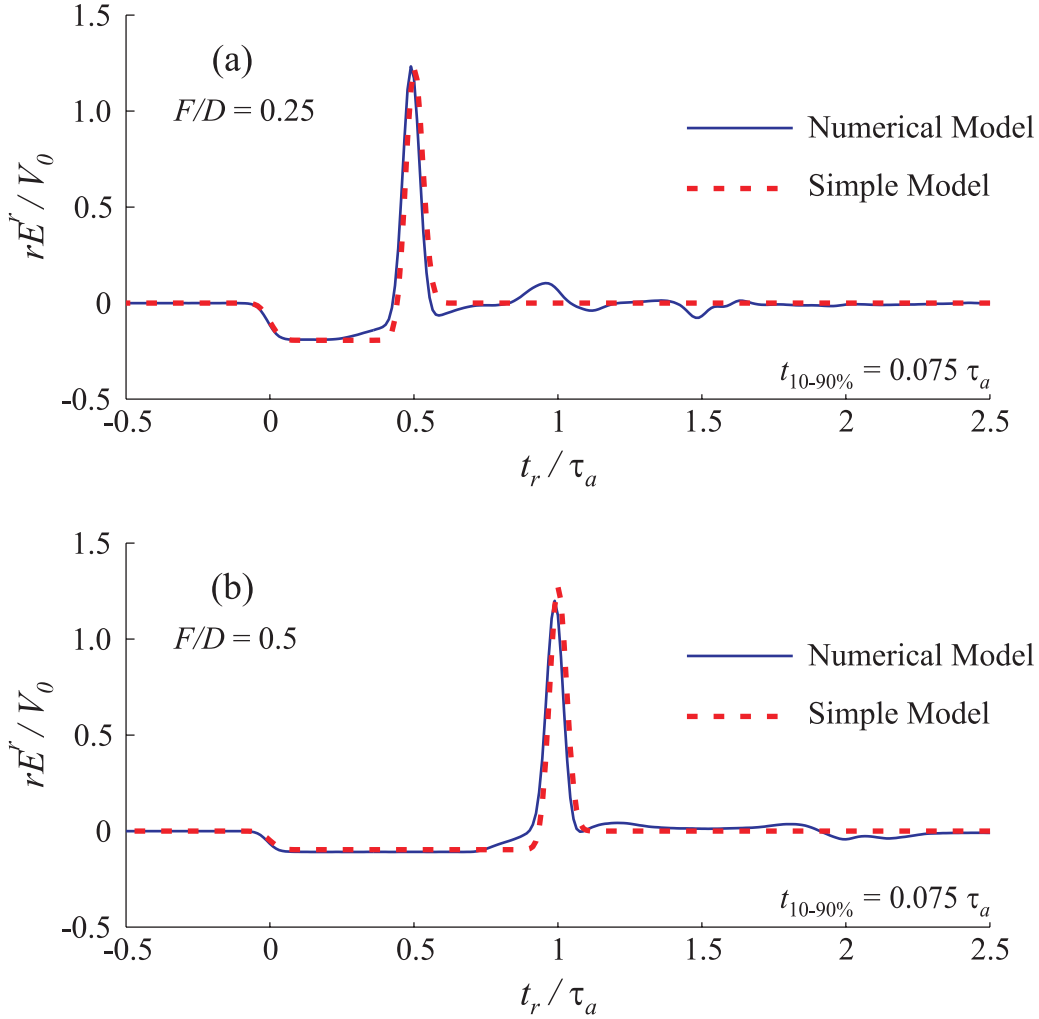 1.5
(a)
F/D = 0.25
1.0
Numerical Model
Simple Model
0.5
rE^r / V_0
0
t_10-90% = 0.075 τ_a
-0.5
-0.5 0 0.5 1 1.5 2 2.5
t_r / τ_a
1.5
(b)
F/D = 0.5
1.0
Numerical Model
Simple Model
0.5
rE^r / V_0
0
t_10-90% = 0.075 τ_a
-0.5
-0.5 0 0.5 1 1.5 2 2.5
t_r / τ_a